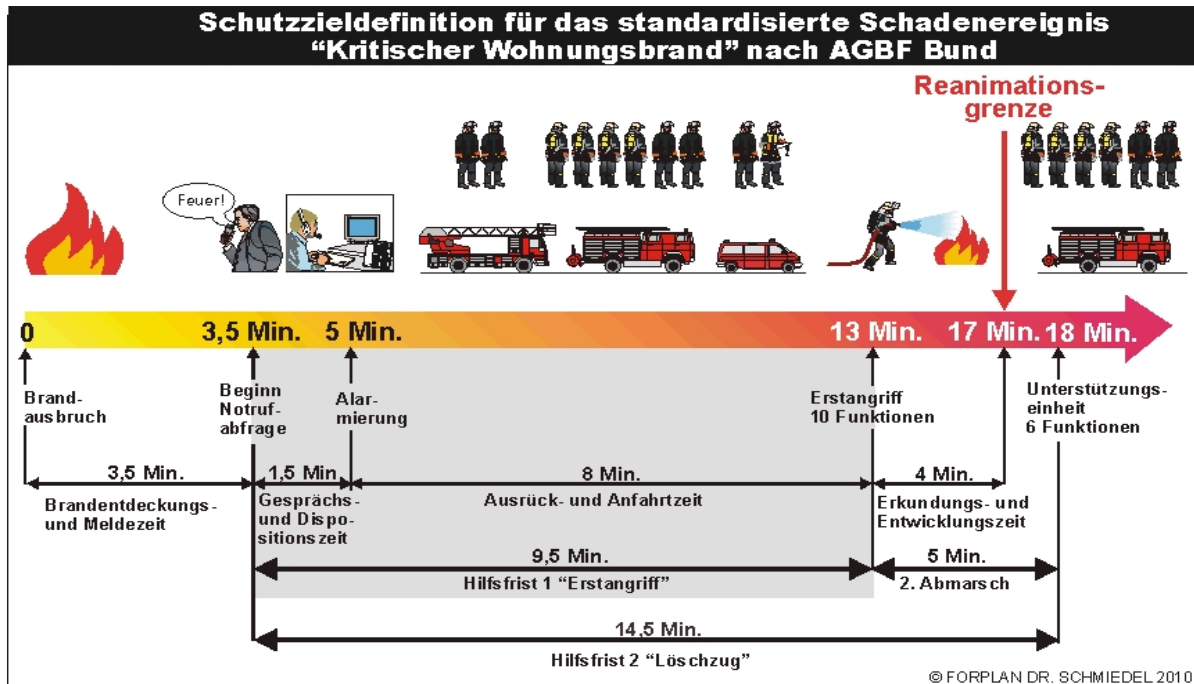 Schutzzieldefinition für das standardisierte Schadenereignis
“Kritischer Wohnungsbrand” nach AGBF Bund
Reanimations-
grenze
Feuer!
0
3,5 Min.
5 Min.
13 Min.
17 Min.
18 Min.
Brand-
ausbruch
Beginn
Notruf-
abfrage
Alar-
mierung
Erstangriff
10 Funktionen
Unterstützungs-
einheit
6 Funktionen
3,5 Min.
Brandentdeckungs-
und Meldezeit
1,5 Min.
Gesprächs-
und Dispo-
sitionszeit
8 Min.
Ausrück- und Anfahrtzeit
4 Min.
Erkundungs- und
Entwicklungszeit
9,5 Min.
Hilfsfrist 1 “Erstangriff”
5 Min.
2. Abmarsch
14,5 Min.
Hilfsfrist 2 “Löschzug”
© FORPLAN DR. SCHMIEDEL 2010